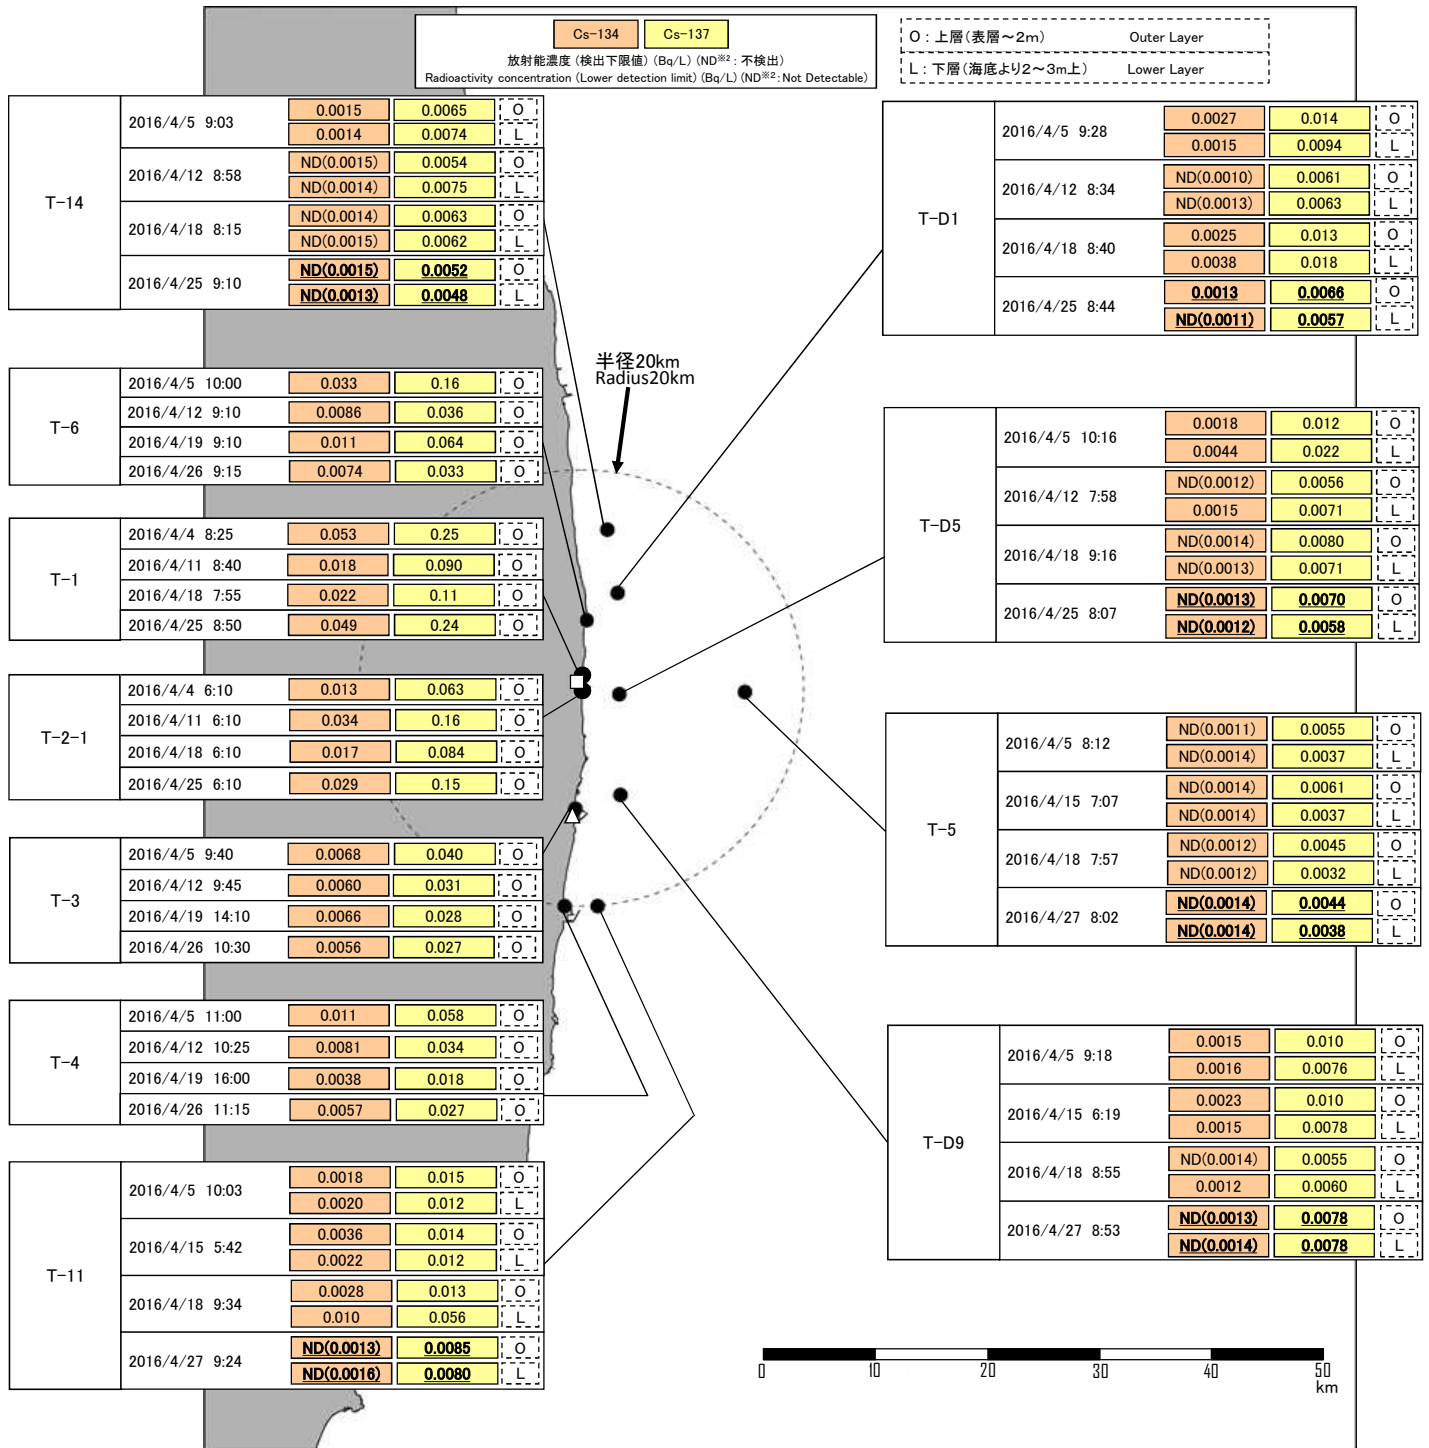 Cs-134 Cs-137
放射能濃度 (検出下限値) (Bq/L) (ND※2 : 不検出)
Radioactivity concentration (Lower detection limit) (Bq/L) (ND※2 : Not Detectable)
O : 上層(表層～2m) Outer Layer
L : 下層(海底より2～3m上) Lower Layer
T-14
2016/4/5 9:03
0.0015 0.0065 O
0.0014 0.0074 L
2016/4/12 8:58
ND(0.0015) 0.0054 O
ND(0.0014) 0.0075 L
2016/4/18 8:15
ND(0.0014) 0.0063 O
ND(0.0015) 0.0062 L
2016/4/25 9:10
ND(0.0015) 0.0052 O
ND(0.0013) 0.0048 L
T-6
2016/4/5 10:00 0.033 0.16 O
2016/4/12 9:10 0.0086 0.036 O
2016/4/19 9:10 0.011 0.064 O
2016/4/26 9:15 0.0074 0.033 O
T-1
2016/4/4 8:25 0.053 0.25 O
2016/4/11 8:40 0.018 0.090 O
2016/4/18 7:55 0.022 0.11 O
2016/4/25 8:50 0.049 0.24 O
T-2-1
2016/4/4 6:10 0.013 0.063 O
2016/4/11 6:10 0.034 0.16 O
2016/4/18 6:10 0.017 0.084 O
2016/4/25 6:10 0.029 0.15 O
T-3
2016/4/5 9:40 0.0068 0.040 O
2016/4/12 9:45 0.0060 0.031 O
2016/4/19 14:10 0.0066 0.028 O
2016/4/26 10:30 0.0056 0.027 O
T-4
2016/4/5 11:00 0.011 0.058 O
2016/4/12 10:25 0.0081 0.034 O
2016/4/19 16:00 0.0038 0.018 O
2016/4/26 11:15 0.0057 0.027 O
T-11
2016/4/5 10:03
0.0018 0.015 O
0.0020 0.012 L
2016/4/15 5:42
0.0036 0.014 O
0.0022 0.012 L
2016/4/18 9:34
0.0028 0.013 O
0.010 0.056 L
2016/4/27 9:24
ND(0.0013) 0.0085 O
ND(0.0016) 0.0080 L
半径20km
Radius20km
T-D1
2016/4/5 9:28
0.0027 0.014 O
0.0015 0.0094 L
2016/4/12 8:34
ND(0.0010) 0.0061 O
ND(0.0013) 0.0063 L
2016/4/18 8:40
0.0025 0.013 O
0.0038 0.018 L
2016/4/25 8:44
0.0013 0.0066 O
ND(0.0011) 0.0057 L
T-D5
2016/4/5 10:16
0.0018 0.012 O
0.0044 0.022 L
2016/4/12 7:58
ND(0.0012) 0.0056 O
0.0015 0.0071 L
2016/4/18 9:16
ND(0.0014) 0.0080 O
ND(0.0013) 0.0071 L
2016/4/25 8:07
ND(0.0013) 0.0070 O
ND(0.0012) 0.0058 L
T-5
2016/4/5 8:12
ND(0.0011) 0.0055 O
ND(0.0014) 0.0037 L
2016/4/15 7:07
ND(0.0014) 0.0061 O
ND(0.0014) 0.0037 L
2016/4/18 7:57
ND(0.0012) 0.0045 O
ND(0.0012) 0.0032 L
2016/4/27 8:02
ND(0.0014) 0.0044 O
ND(0.0014) 0.0038 L
T-D9
2016/4/5 9:18
0.0015 0.010 O
0.0016 0.0076 L
2016/4/15 6:19
0.0023 0.010 O
0.0015 0.0078 L
2016/4/18 8:55
ND(0.0014) 0.0055 O
0.0012 0.0060 L
2016/4/27 8:53
ND(0.0013) 0.0078 O
ND(0.0014) 0.0078 L
0 10 20 30 40 50
km